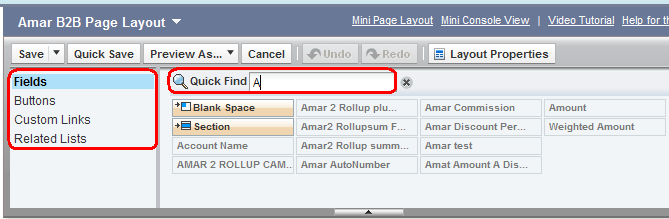 Amar B2B Page Layout
Mini Page Layout Mini Console View | Video Tutorial Help for th
Save Quick Save Preview As... Cancel Undo Redo Layout Properties
Fields
Buttons
Custom Links
Related Lists
Quick Find A
Blank Space Amar 2 Rollup plu... Amar Commission Amount
Section Amar2 Rollupsum F... Amar Discount Per... Weighted Amount
Account Name Amar2 Rollup summ... Amar test
AMAR 2 ROLLUP CAM... Amar AutoNumber Amat Amount A Dis...